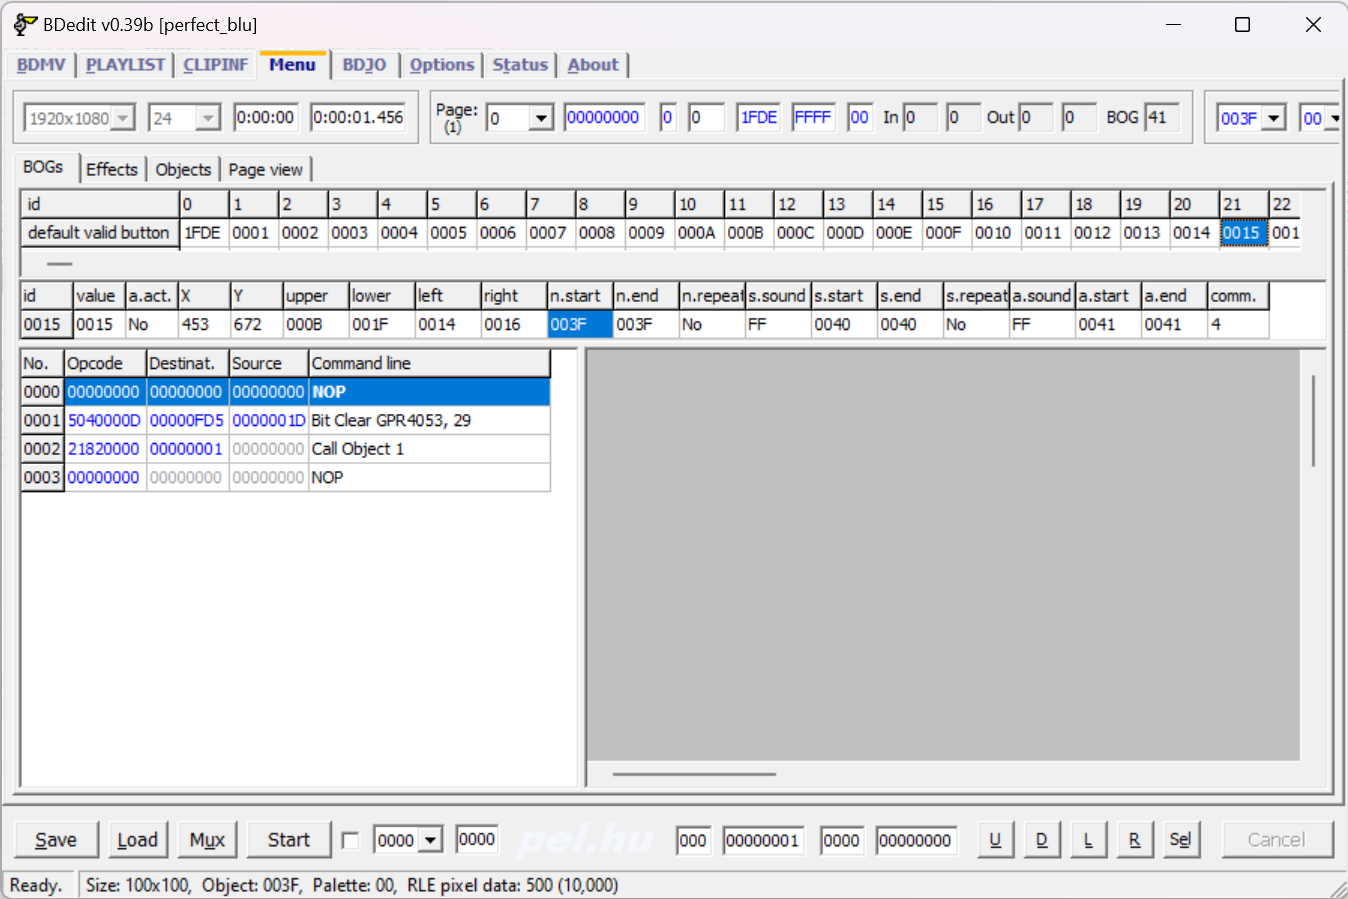 BDedit v0.39b [perfect_blu]
BDMV PLAYLIST CLIPINF Menu BDJO Options Status About
1920x1080 24 0:00:00 0:00:01.456 Page: (1) 0 00000000 0 0 1FDE FFFF 00 In 0 0 Out 0 0 BOG 41 003F 00
BOGs Effects Objects Page view
id 0 1 2 3 4 5 6 7 8 9 10 11 12 13 14 15 16 17 18 19 20 21 22
default valid button 1FDE 0001 0002 0003 0004 0005 0006 0007 0008 0009 000A 000B 000C 000D 000E 000F 0010 0011 0012 0013 0014 0015 001
id value a.act. X Y upper lower left right n.start n.end n.repeat s.sound s.start s.end s.repeat a.sound a.start a.end comm.
0015 0015 No 453 672 000B 001F 0014 0016 003F 003F No FF 0040 0040 No FF 0041 0041 4
No. Opcode Destinat. Source Command line
0000 00000000 00000000 00000000 NOP
0001 5040000D 00000FD5 0000001D Bit Clear GPR4053, 29
0002 21820000 00000001 00000000 Call Object 1
0003 00000000 00000000 00000000 NOP
Save Load Mux Start 0000 0000 pel.hu 000 00000001 0000 00000000 U D L R Sel Cancel
Ready. Size: 100x100, Object: 003F, Palette: 00, RLE pixel data: 500 (10,000)